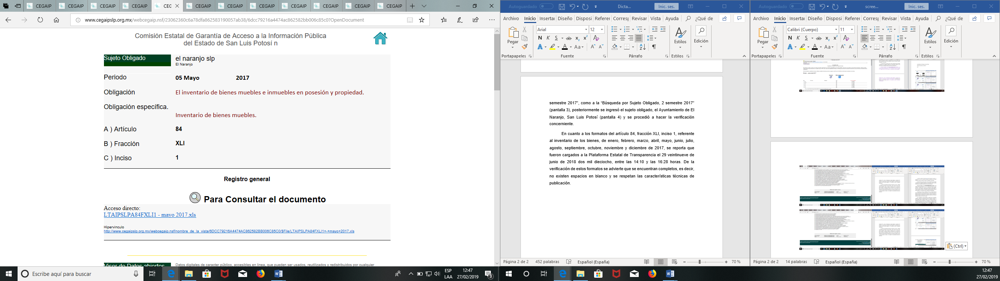 CEGAIP CEGAIP CEGAIP CEGAIP CEG CEGAIP CEGAIP CEGAIP CEGAIP CEGAIP CEGAIP CEGAIP
www.cegaipslp.org.mx/webcegaip.nsf/23062360c6a78dfa862583190057ab38/6dcc79216a4474ac862582bb006c85c0?OpenDocument
Comisión Estatal de Garantía de Acceso a la Información Pública
del Estado de San Luis Potosí n
Sujeto Obligado
el naranjo slp
El Naranjo
Periodo 05 Mayo 2017
Obligación El inventario de bienes muebles e inmuebles en posesión y propiedad.
Obligación específica.
Inventario de bienes muebles.
A ) Artículo 84
B ) Fracción XLI
C ) Inciso 1
Registro general
Para Consultar el documento
Acceso directo:
LTAIPSLPA84FXLI1 - mayo 2017.xls
Hipervinculo
http://www.cegaipslp.org.mx/webcegaip.nsf/nombre_de_la_vista/6DCC79216A4474AC862582BB006C85C0/$File/LTAIPSLPA84FXLI1+-+mayo+2017.xls
Visor de Datos abiertos
Datos digitales de caracter público, accesibles en linea, que pueden ser usados, reutilizados y redistribuidos por cualquier
Escribe aquí para buscar
ESP
LAA
12:47
27/02/2019
3
Autoguardado Dicta... Inic. ses.
Archivo Inicio Insertar Diseño Disposi Referen Corresp Revisar Vista Ayuda ¿Qué de
Pegar
Arial 12
N K S ab x₂ x²
A A Aa A A
Estilos
Edición
Portapapeles Fuente Párrafo Estilos
semestre 2017”, como a la “Búsqueda por Sujeto Obligado, 2 semestre 2017”
(pantalla 3), posteriormente se ingresó el sujeto obligado, el Ayuntamiento de El
Naranjo, San Luis Potosí (pantalla 4) y se procedió a hacer la verificación
concerniente.
En cuanto a los formatos del artículo 84, fracción XLI, inciso 1, referente
al inventario de los bienes, de enero, febrero, marzo, abril, mayo, junio, julio,
agosto, septiembre, octubre, noviembre y diciembre de 2017, se reporta que
fueron cargados a la Plataforma Estatal de Transparencia el 29 veintinueve de
junio de 2018 dos mil dieciocho, entre las 14:10 y las 16:28 horas. De la
verificación de estos formatos se advierte que se encuentran completos, es decir,
no existen espacios en blanco y se respetan las características técnicas de
publicación.
Página 2 de 2 452 palabras Español (España) 70 %
Autoguardado scree... Inic. ses.
Archivo Inicio Insertar Diseño Disposi Referen Corresp Revisar Vista Ayuda ¿Qué de
Pegar
Calibri (Cuerpo) 11
N K S ab x₂ x²
A A Aa A A
Estilos
Edición
Portapapeles Fuente Párrafo Estilos
(Ctrl)
Página 2 de 2 14 palabras Español (España) 70 %
12:47
27/02/2019